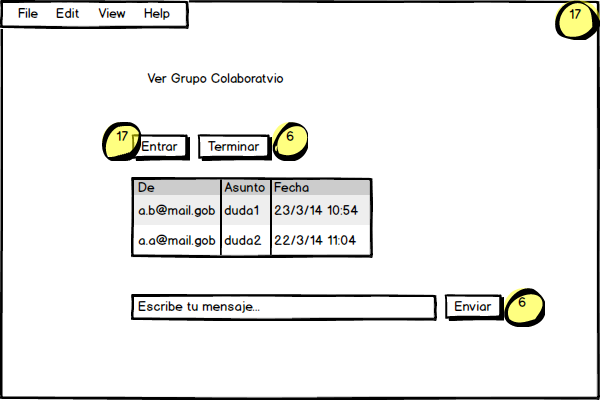 File Edit View Help
17
Ver Grupo Colaboratvio
17 Entrar Terminar 6
De Asunto Fecha
a.b@mail.gob duda1 23/3/14 10:54
a.a@mail.gob duda2 22/3/14 11:04
Escribe tu mensaje... Enviar 6